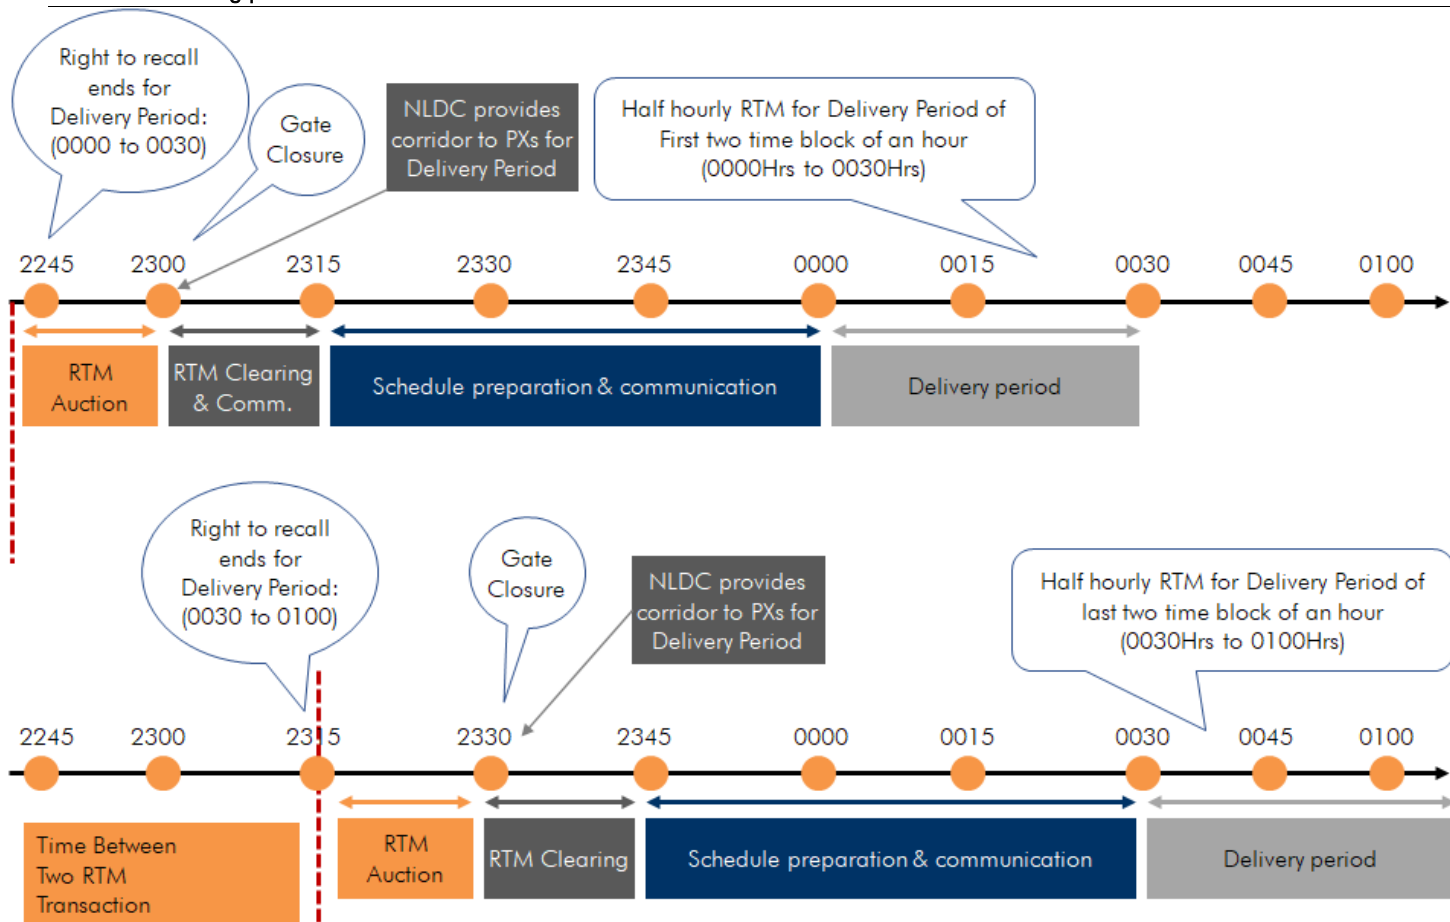 Right to recall
ends for
Delivery Period:
(0000 to 0030)
Gate
Closure
NLDC provides
corridor to PXs for
Delivery Period
Half hourly RTM for Delivery Period of
First two time block of an hour
(0000Hrs to 0030Hrs)
2245 2300 2315 2330 2345 0000 0015 0030 0045 0100
RTM
Auction
RTM Clearing
& Comm.
Schedule preparation & communication
Delivery period
Right to recall
ends for
Delivery Period:
(0030 to 0100)
Gate
Closure
NLDC provides
corridor to PXs for
Delivery Period
Half hourly RTM for Delivery Period of
last two time block of an hour
(0030Hrs to 0100Hrs)
2245 2300 2315 2330 2345 0000 0015 0030 0045 0100
Time Between
Two RTM
Transaction
RTM
Auction
RTM Clearing
Schedule preparation & communication
Delivery period